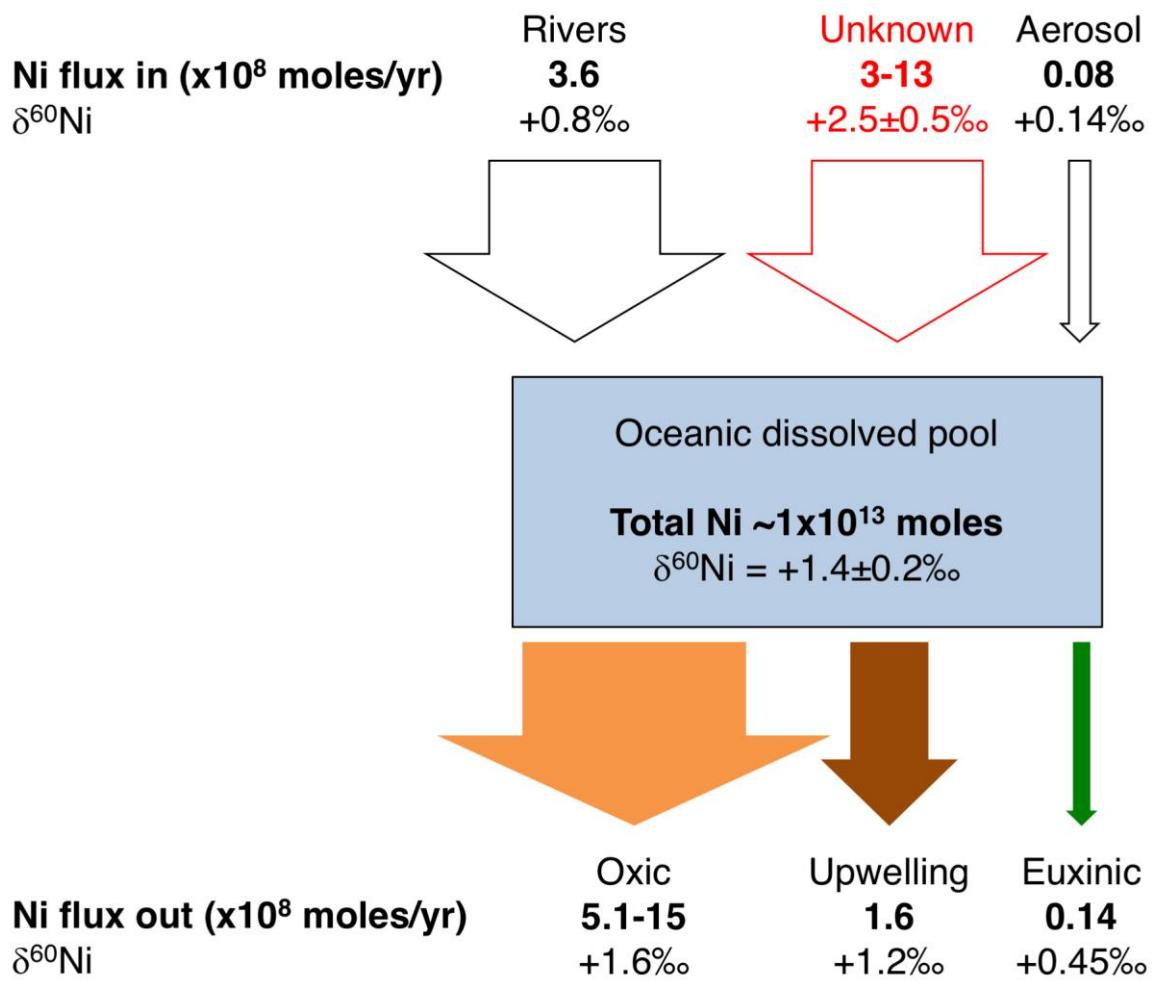 Rivers Unknown Aerosol
Ni flux in (x10⁸ moles/yr) 3.6 3-13 0.08
δ⁶⁰Ni +0.8‰ +2.5±0.5‰ +0.14‰
Oceanic dissolved pool
Total Ni ~1x10¹³ moles
δ⁶⁰Ni = +1.4±0.2‰
Oxic Upwelling Euxinic
Ni flux out (x10⁸ moles/yr) 5.1-15 1.6 0.14
δ⁶⁰Ni +1.6‰ +1.2‰ +0.45‰